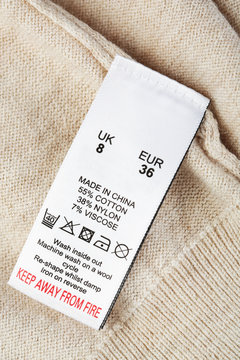 UK EUR
8 36
MADE IN CHINA
55% COTTON
38% NYLON
7% VISCOSE
40
Wash inside out
Machine wash on a wool
cycle
Re-shape whilst damp
Iron on reverse
KEEP AWAY FROM FIRE